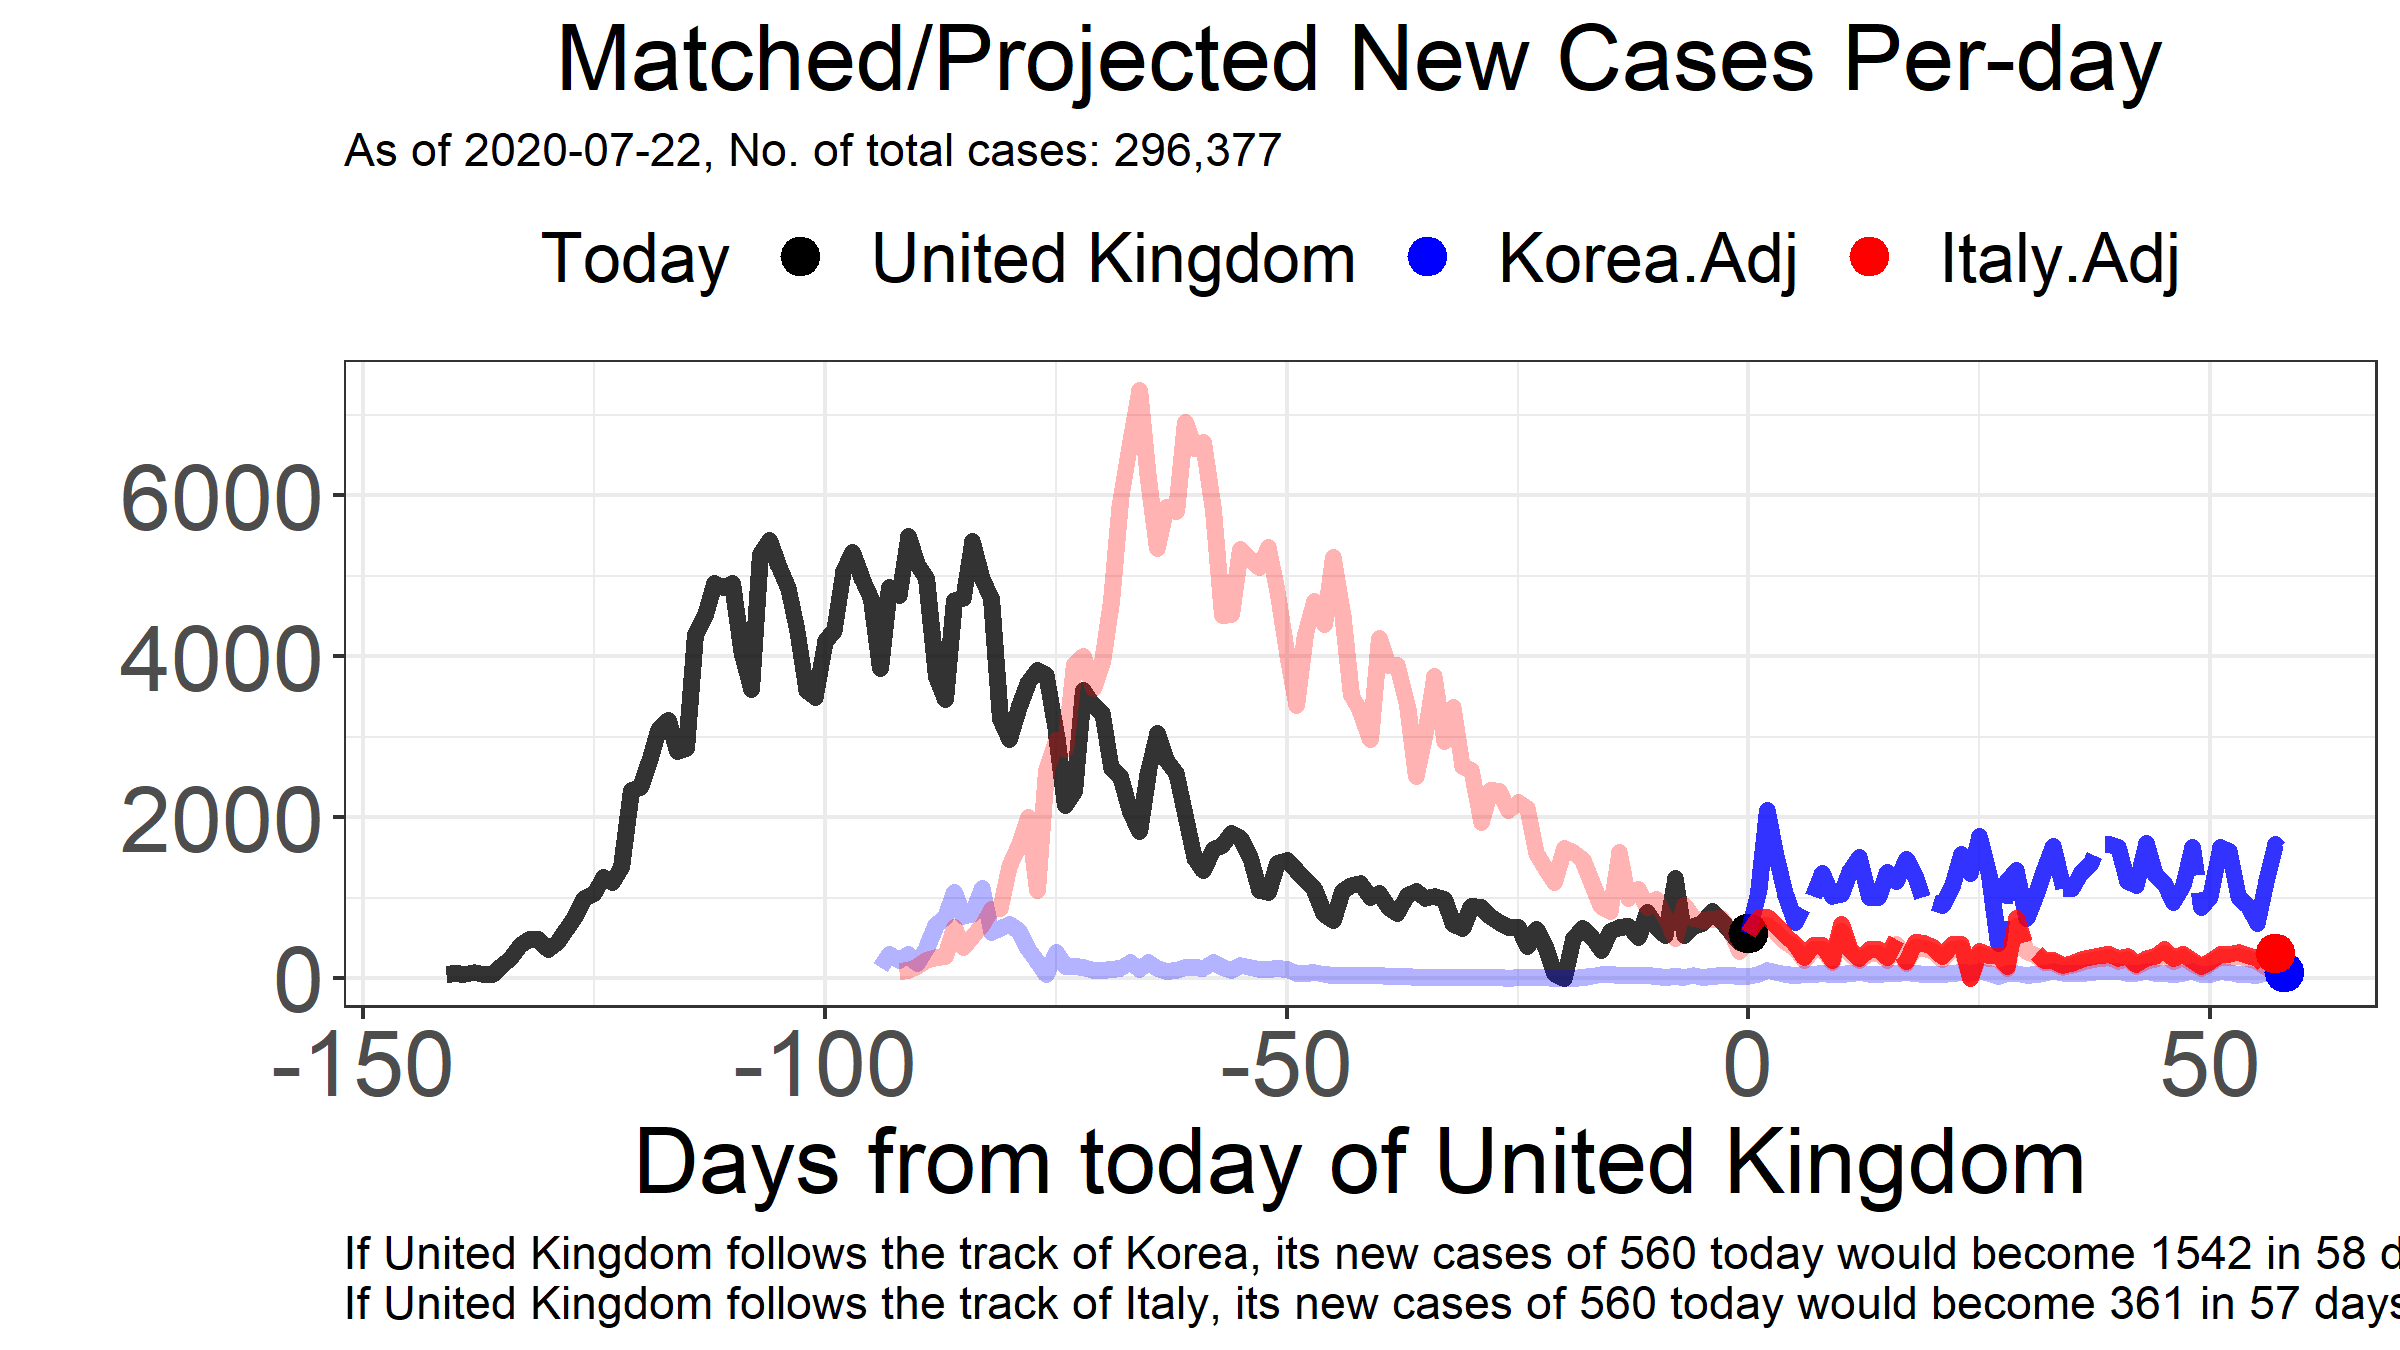 Matched/Projected New Cases Per-day
As of 2020-07-22, No. of total cases: 296,377
Today United Kingdom Korea.Adj Italy.Adj
6000
4000
2000
0
-150 -100 -50 0 50
Days from today of United Kingdom
If United Kingdom follows the track of Korea, its new cases of 560 today would become 1542 in 58
If United Kingdom follows the track of Italy, its new cases of 560 today would become 361 in 57 days